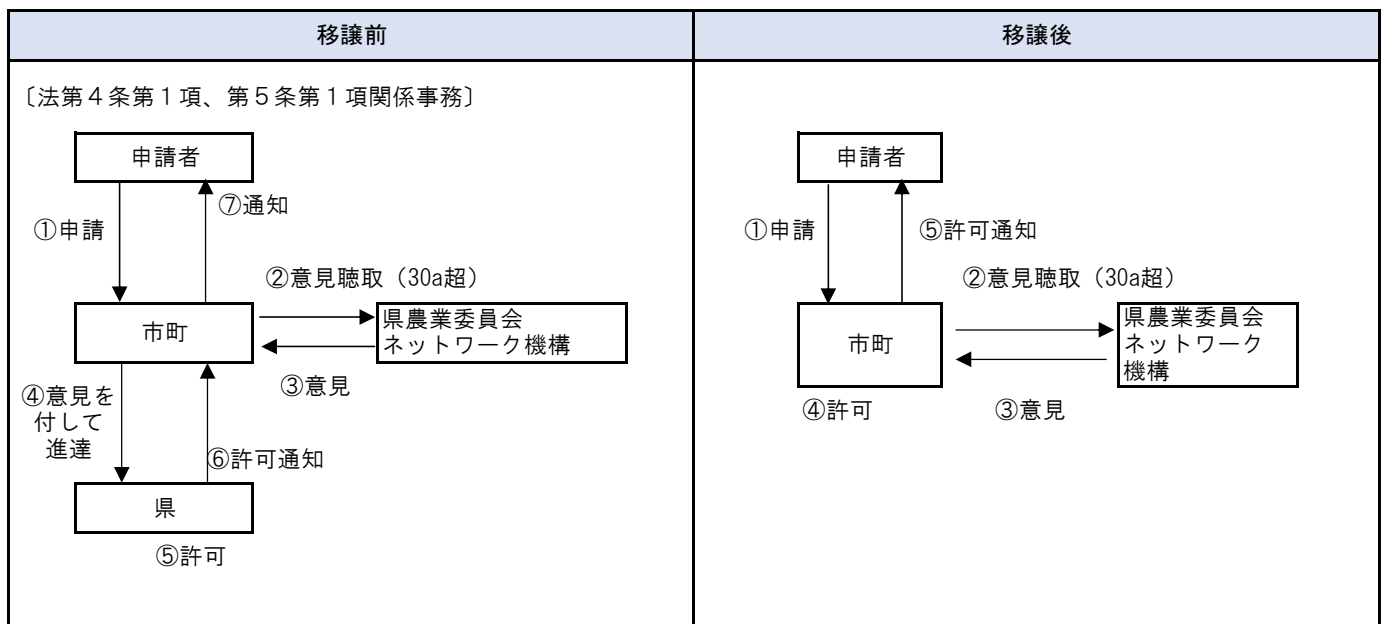 移譲前
移譲後
〔法第４条第１項、第５条第１項関係事務〕
申請者
⑦通知
①申請
②意見聴取（30a超）
市町
県農業委員会
ネットワーク機構
③意見
④意見を
付して
進達
⑥許可通知
県
⑤許可
申請者
①申請
⑤許可通知
②意見聴取（30a超）
市町
県農業委員会
ネットワーク
機構
④許可
③意見